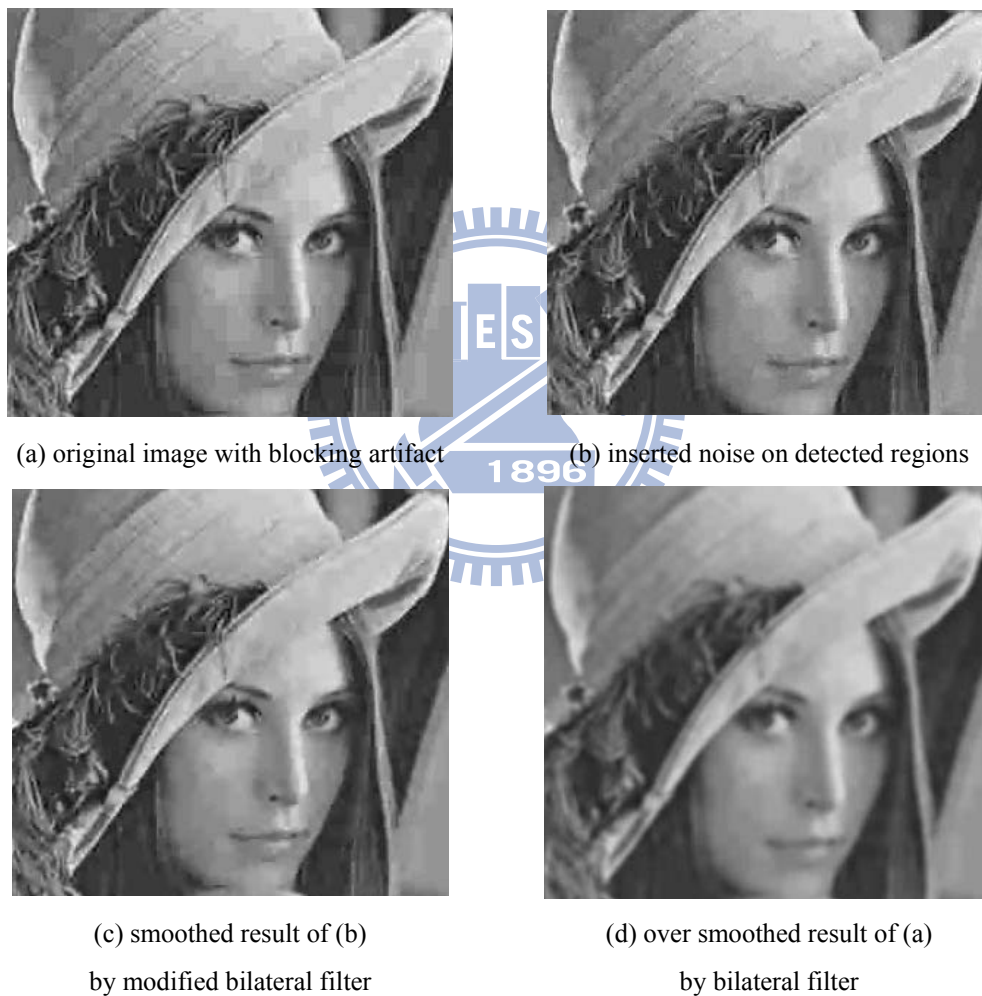 ES
(a) original image with blocking artifact
1896
(b) inserted noise on detected regions
(c) smoothed result of (b)
by modified bilateral filter
(d) over smoothed result of (a)
by bilateral filter